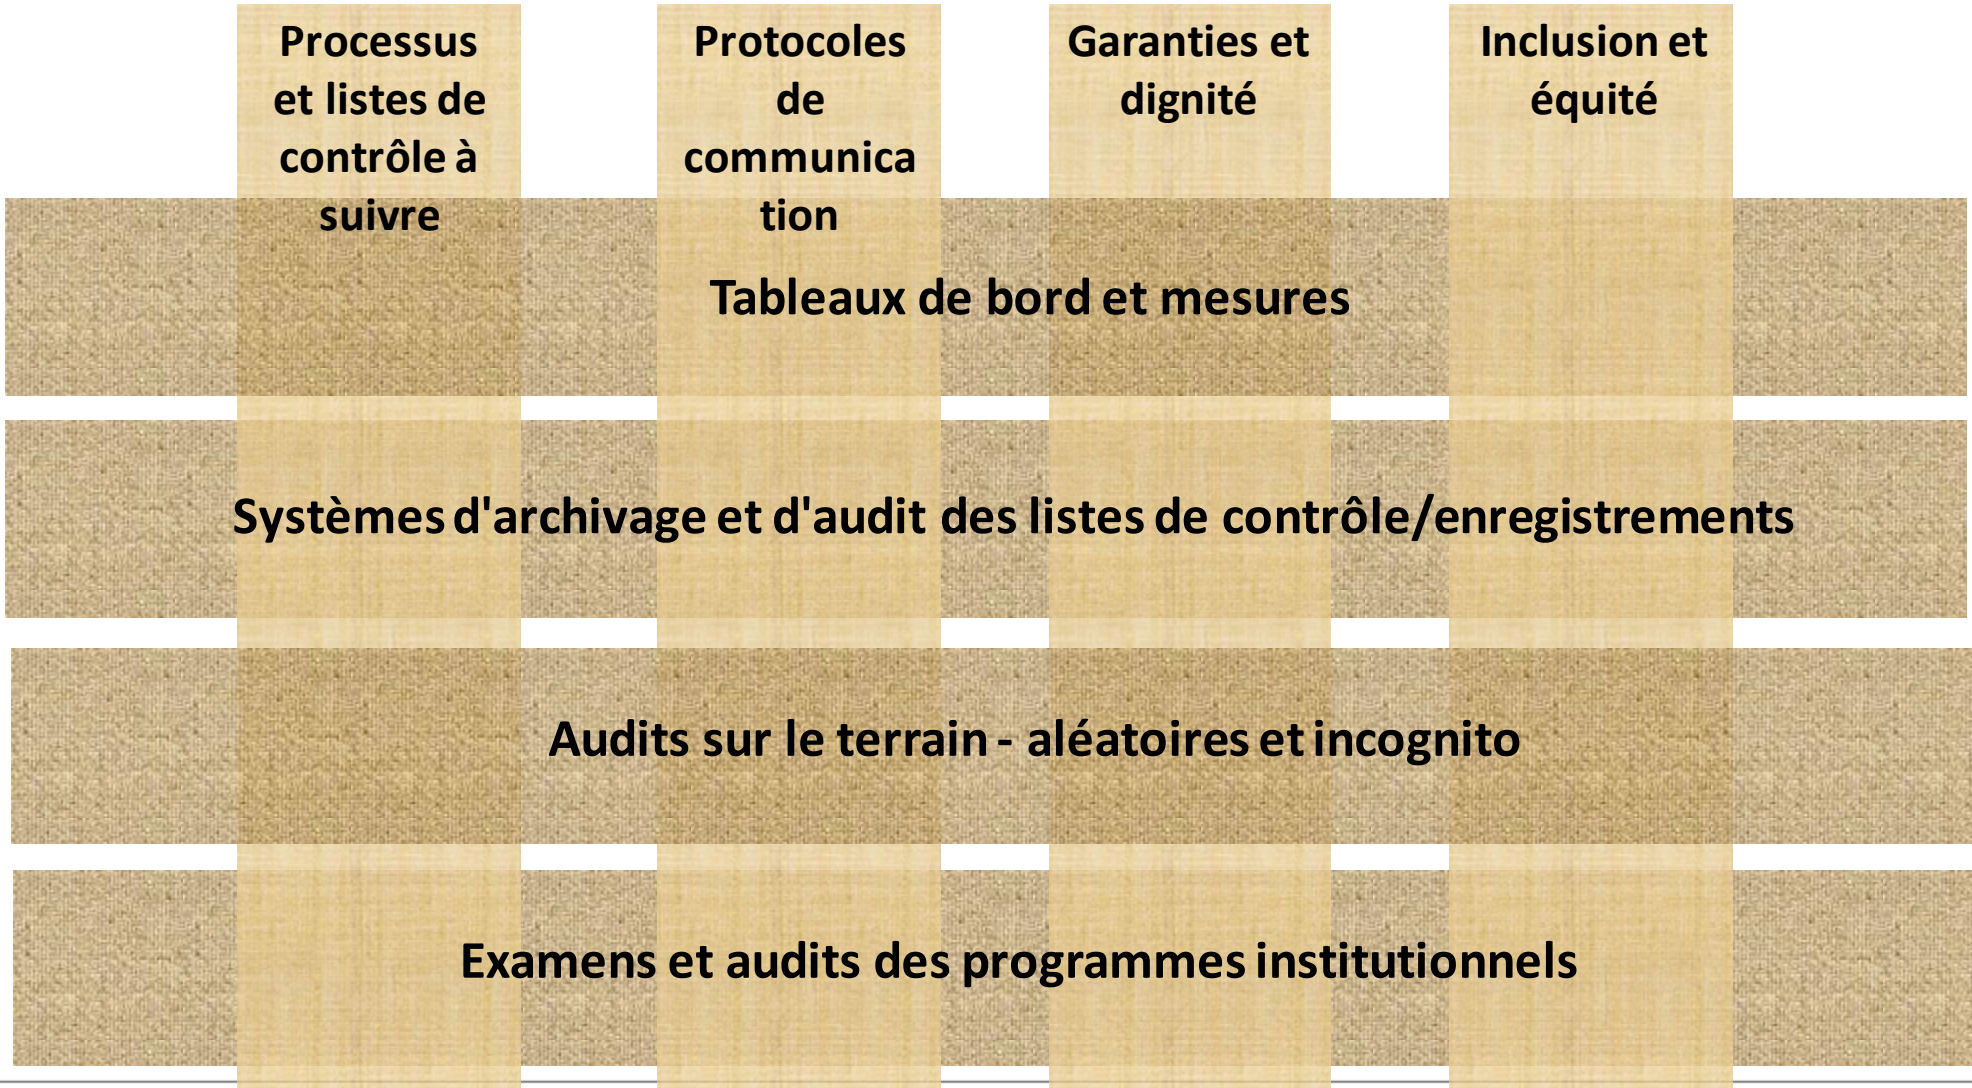 Processus
et listes de
contrôle à
suivre
Protocoles
de
communica
tion
Garanties et
dignité
Inclusion et
équité
Tableaux de bord et mesures
Systèmes d'archivage et d'audit des listes de contrôle/enregistrements
Audits sur le terrain - aléatoires et incognito
Examens et audits des programmes institutionnels